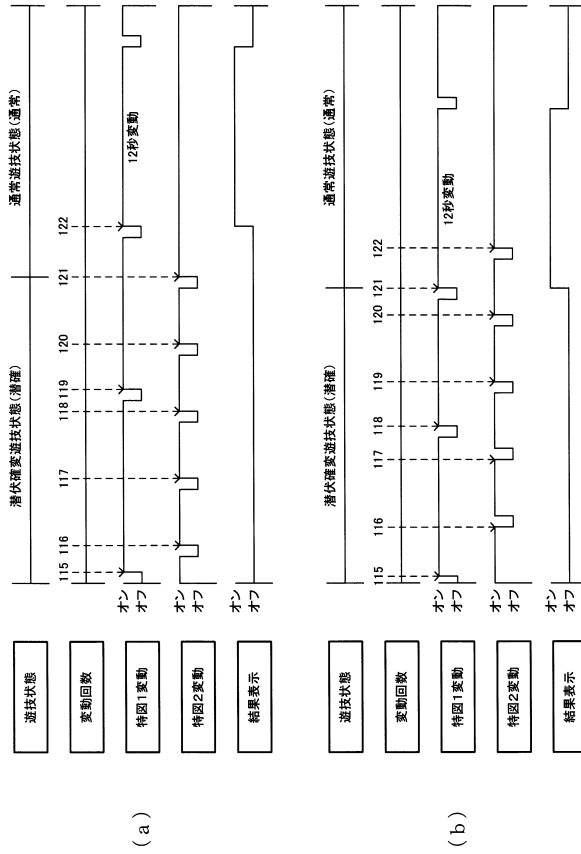 (a)
遊技状態
潜伏確変遊技状態(潜確)
通常遊技状態(通常)
変動回数
115
116
117
118
119
120
121
122
特図1変動
オン
オフ
12秒変動
特図2変動
オン
オフ
結果表示
オン
オフ
(b)
遊技状態
潜伏確変遊技状態(潜確)
通常遊技状態(通常)
変動回数
115
116
117
118
119
120
121
122
特図1変動
オン
オフ
12秒変動
特図2変動
オン
オフ
結果表示
オン
オフ